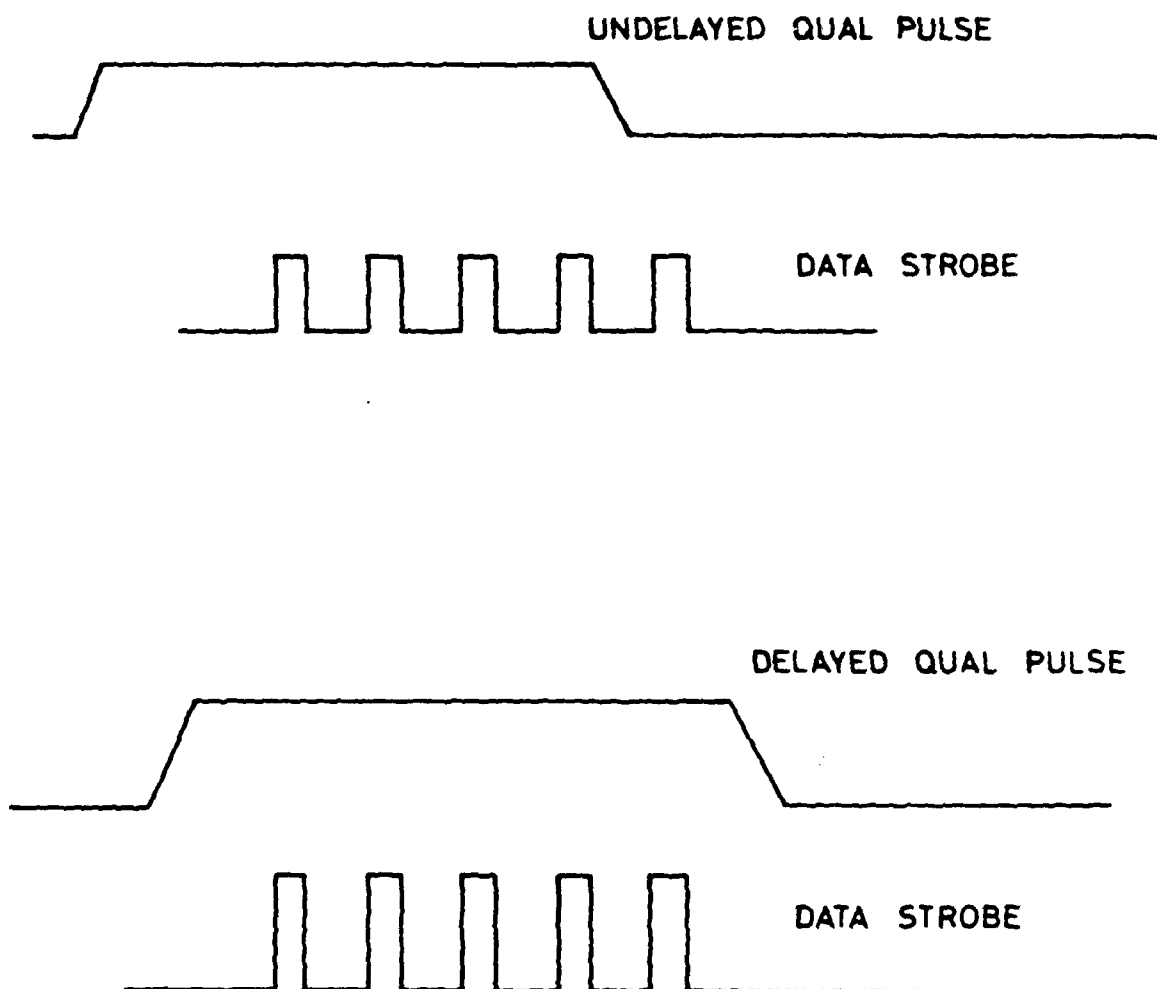 UNDELAYED QUAL PULSE
DATA STROBE
DELAYED QUAL PULSE
DATA STROBE